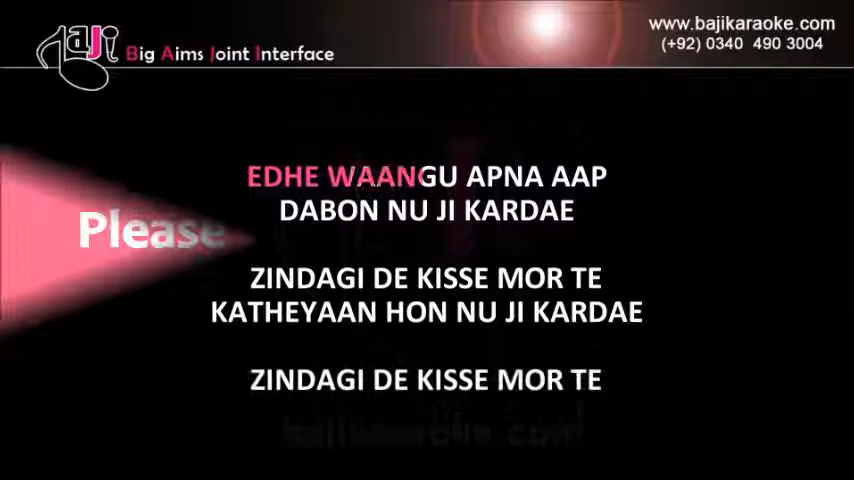 BAJI
Big Aims Joint Interface
www.bajikaraoke.com
(+92) 0340 490 3004
EDHE WAANGU APNA AAP
DABON NU JI KARDAE
Please
ZINDAGI DE KISSE MOR TE
KATHEYAAN HON NU JI KARDAE
ZINDAGI DE KISSE MOR TE